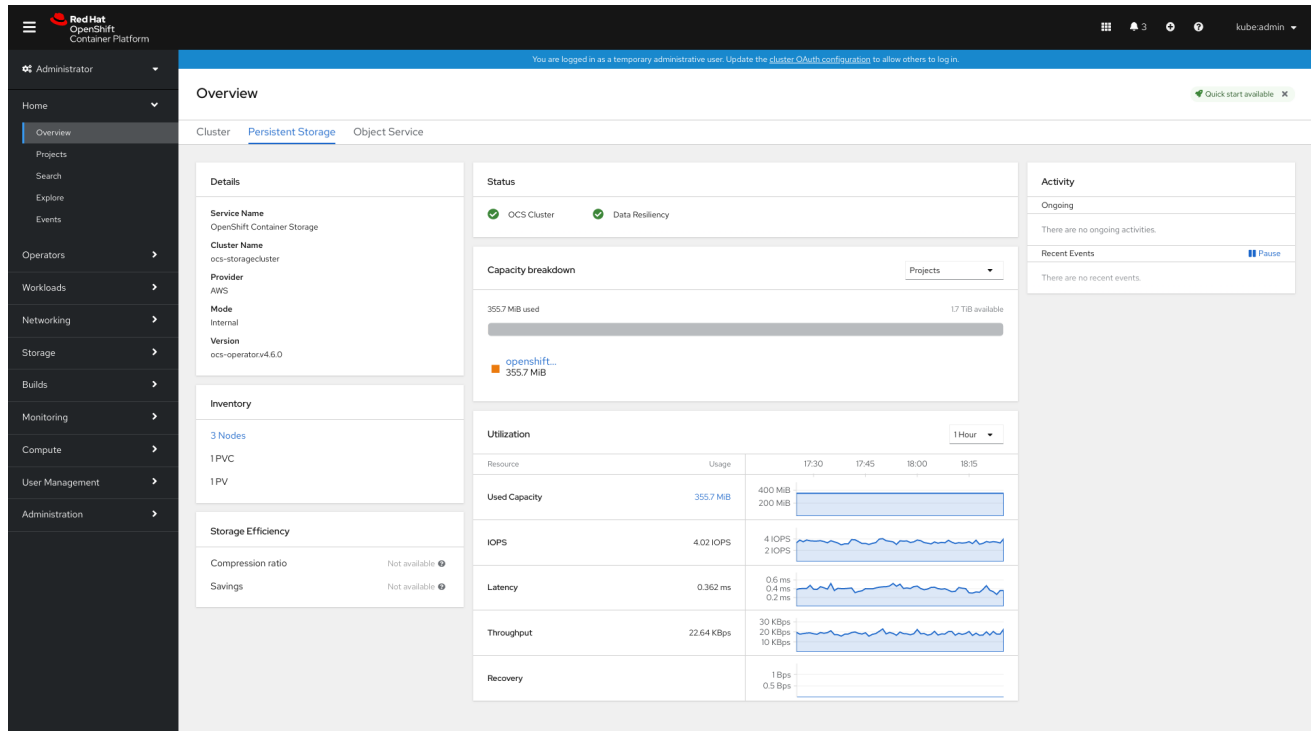 Red Hat
OpenShift
Container Platform
3
kube:admin
Administrator
You are logged in as a temporary administrative user. Update the cluster OAuth configuration to allow others to log in.
Home
Overview
Projects
Search
Explore
Events
Operators
Workloads
Networking
Storage
Builds
Monitoring
Compute
User Management
Administration
Overview
Quick start available
Cluster
Persistent Storage
Object Service
Details
Service Name
OpenShift Container Storage
Cluster Name
ocs-storagecluster
Provider
AWS
Mode
Internal
Version
ocs-operator.v4.6.0
Inventory
3 Nodes
1 PVC
1 PV
Storage Efficiency
Compression ratio Not available
Savings Not available
Status
OCS Cluster
Data Resiliency
Capacity breakdown
Projects
355.7 MiB used
1.7 TiB available
openshift...
355.7 MiB
Utilization
1 Hour
Resource Usage 17:30 17:45 18:00 18:15
Used Capacity 355.7 MiB
400 MiB
200 MiB
IOPS 4.02 IOPS
4 IOPS
2 IOPS
Latency 0.362 ms
0.6 ms
0.4 ms
0.2 ms
Throughput 22.64 KBps
30 KBps
20 KBps
10 KBps
Recovery
1 Bps
0.5 Bps
Activity
Ongoing
There are no ongoing activities.
Recent Events
Pause
There are no recent events.